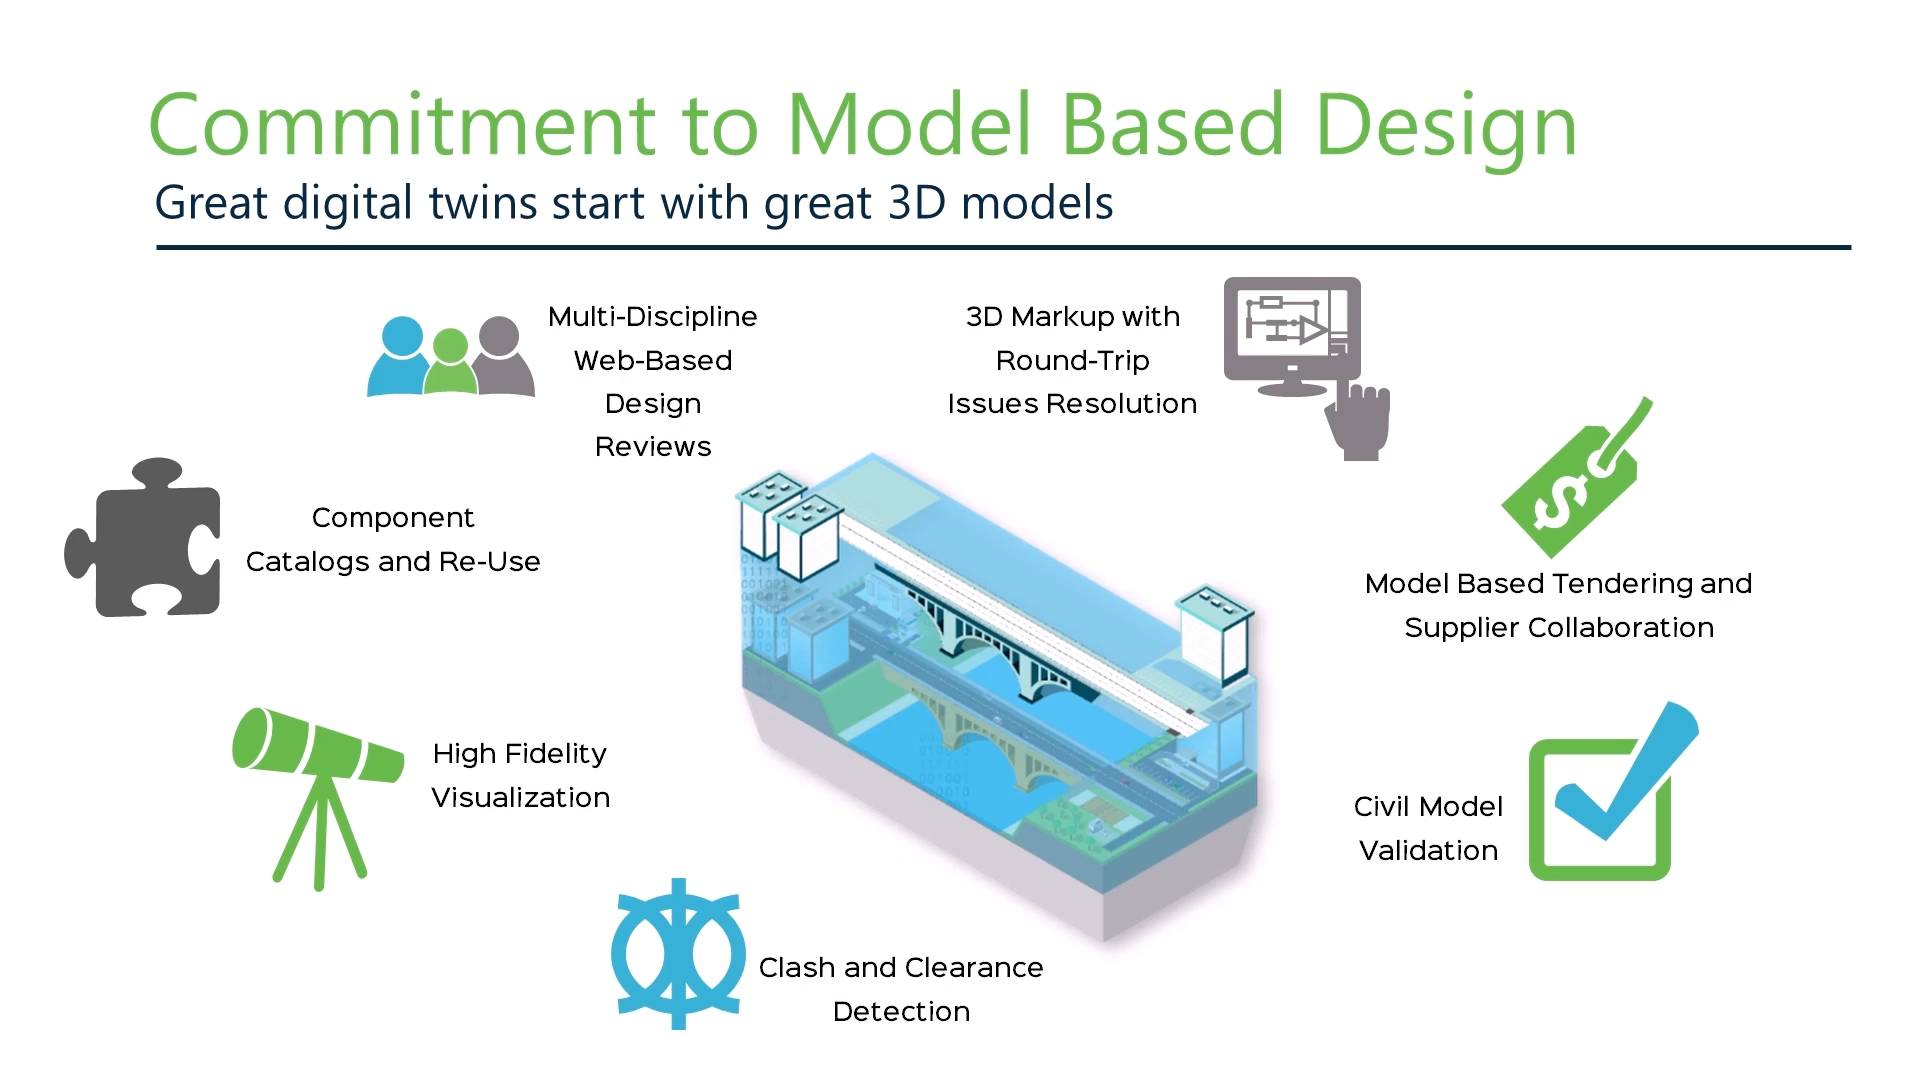 Commitment to Model Based Design
Great digital twins start with great 3D models
Multi-Discipline
Web-Based
Design
Reviews
3D Markup with
Round-Trip
Issues Resolution
Component
Catalogs and Re-Use
$
Model Based Tendering and
Supplier Collaboration
High Fidelity
Visualization
Civil Model
Validation
Clash and Clearance
Detection